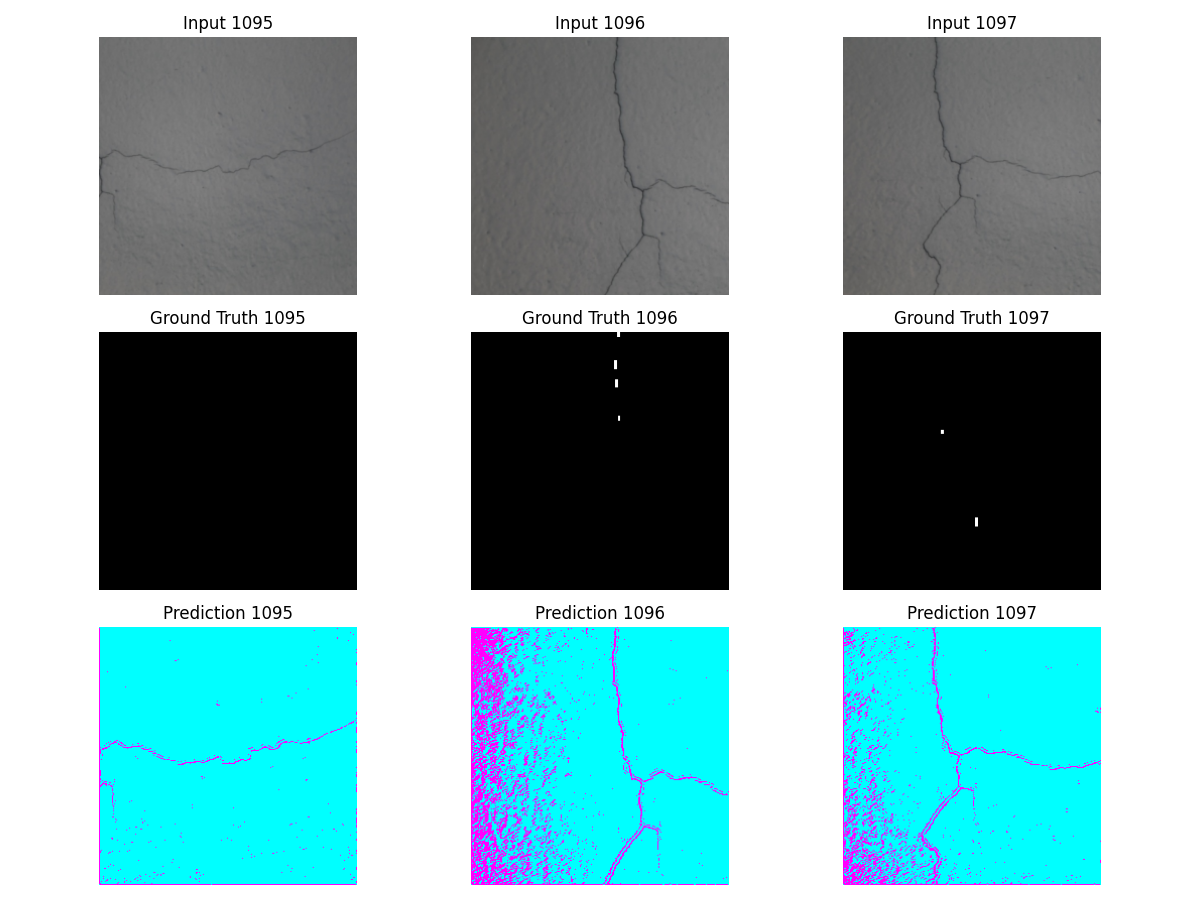 Input 1095
Input 1096
Input 1097
Ground Truth 1095
Ground Truth 1096
Ground Truth 1097
Prediction 1095
Prediction 1096
Prediction 1097